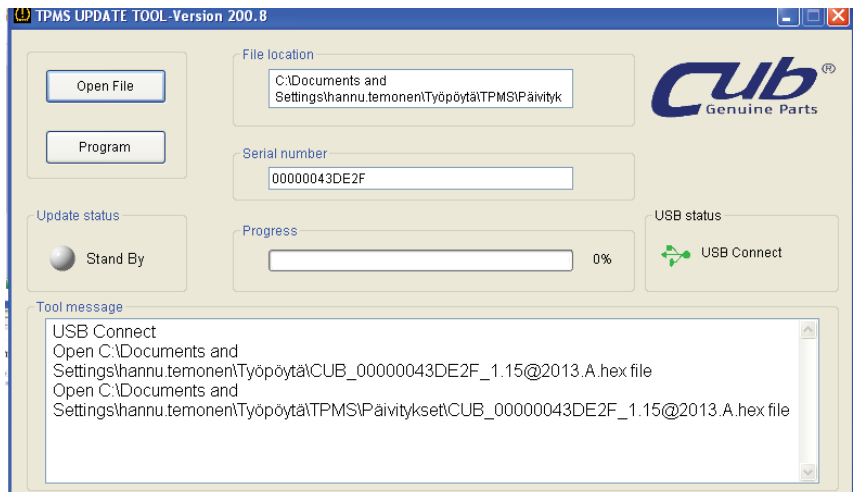 TPMS UPDATE TOOL-Version 200.8
Open File
Program
File location
C:\Documents and
Settings\hannu.temonen\Työpöytä\TPMS\Päivityk
Serial number
00000043DE2F
CUB®
Genuine Parts
Update status
Stand By
Progress
0%
USB status
USB Connect
Tool message
USB Connect
Open C:\Documents and
Settings\hannu.temonen\Työpöytä\CUB_00000043DE2F_1.15@2013.A.hex file
Open C:\Documents and
Settings\hannu.temonen\Työpöytä\TPMS\Päivitykset\CUB_00000043DE2F_1.15@2013.A.hex file